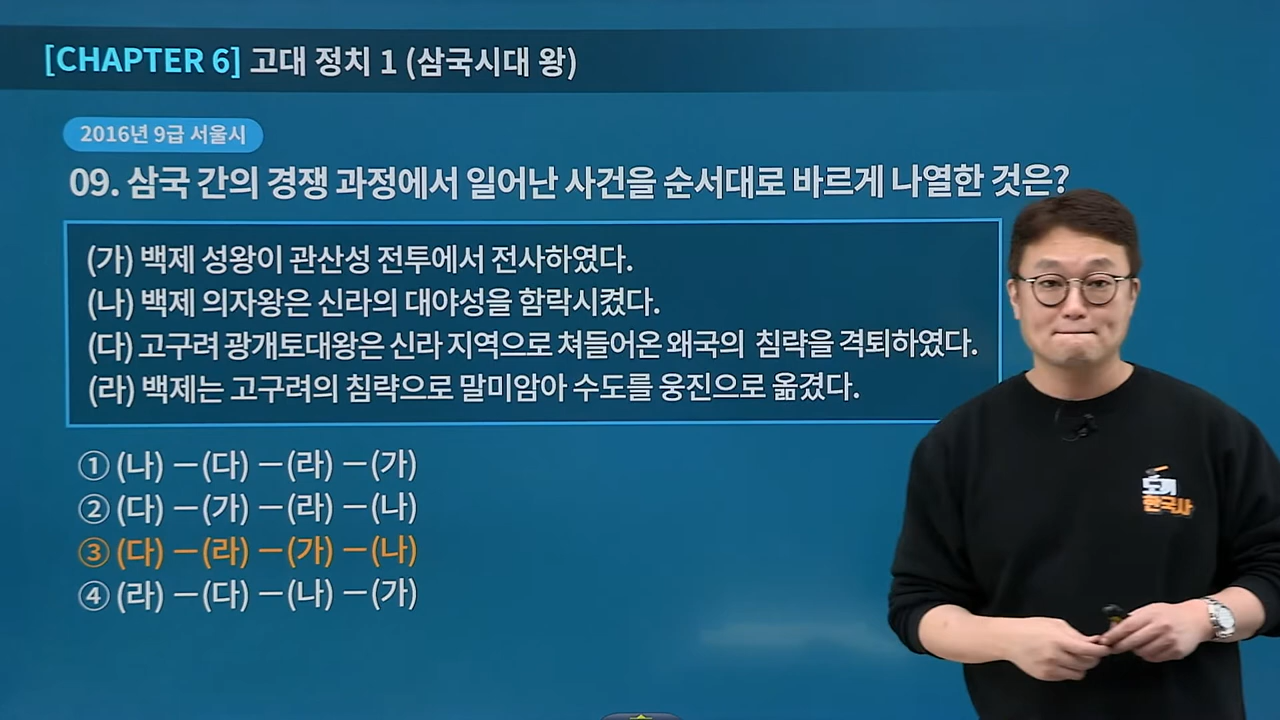 [CHAPTER 6] 고대 정치 1 (삼국시대 왕)
2016년 9급 서울시
09. 삼국 간의 경쟁 과정에서 일어난 사건을 순서대로 바르게 나열한 것은?
(가) 백제 성왕이 관산성 전투에서 전사하였다.
(나) 백제 의자왕은 신라의 대야성을 함락시켰다.
(다) 고구려 광개토대왕은 신라 지역으로 쳐들어온 왜국의 침략을 격퇴하였다.
(라) 백제는 고구려의 침략으로 말미암아 수도를 웅진으로 옮겼다.
① (나) ㅡ(다) ㅡ(라) ㅡ(가)
② (다) ㅡ(가) ㅡ(라) ㅡ(나)
③ (다) ㅡ(라) ㅡ(가) ㅡ(나)
④ (라) ㅡ(다) ㅡ(나) ㅡ(가)
한국사